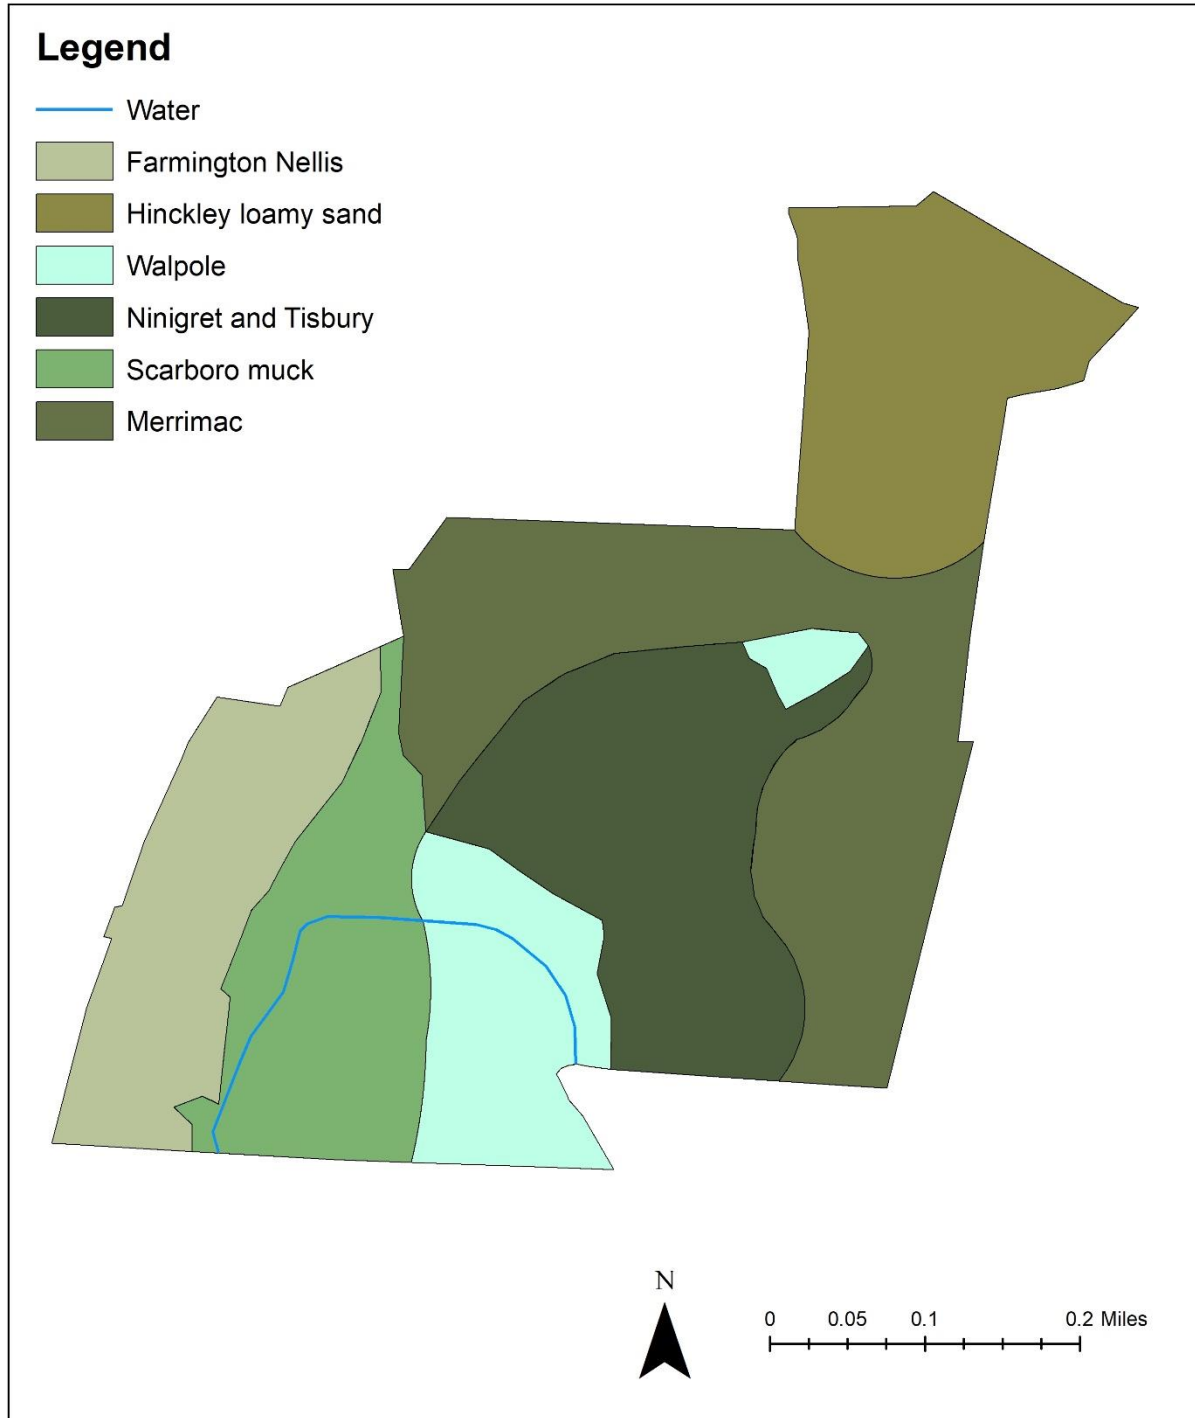 Legend
Water
Farmington Nellis
Hinckley loamy sand
Walpole
Ninigret and Tisbury
Scarboro muck
Merrimac
N
0 0.05 0.1 0.2 Miles